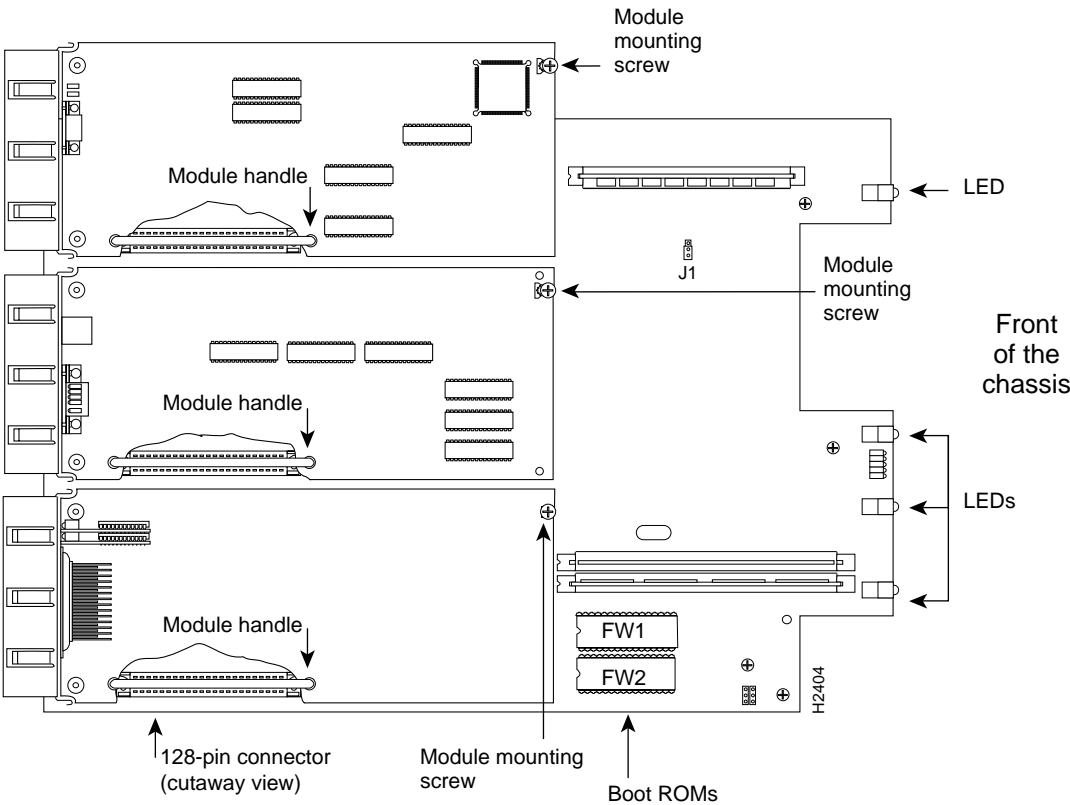 Module
mounting
screw
Module handle
LED
J1
Module
mounting
screw
Front
of the
chassis
Module handle
LEDs
Module handle
FW1
FW2
H2404
128-pin connector
(cutaway view)
Module mounting
screw
Boot ROMs